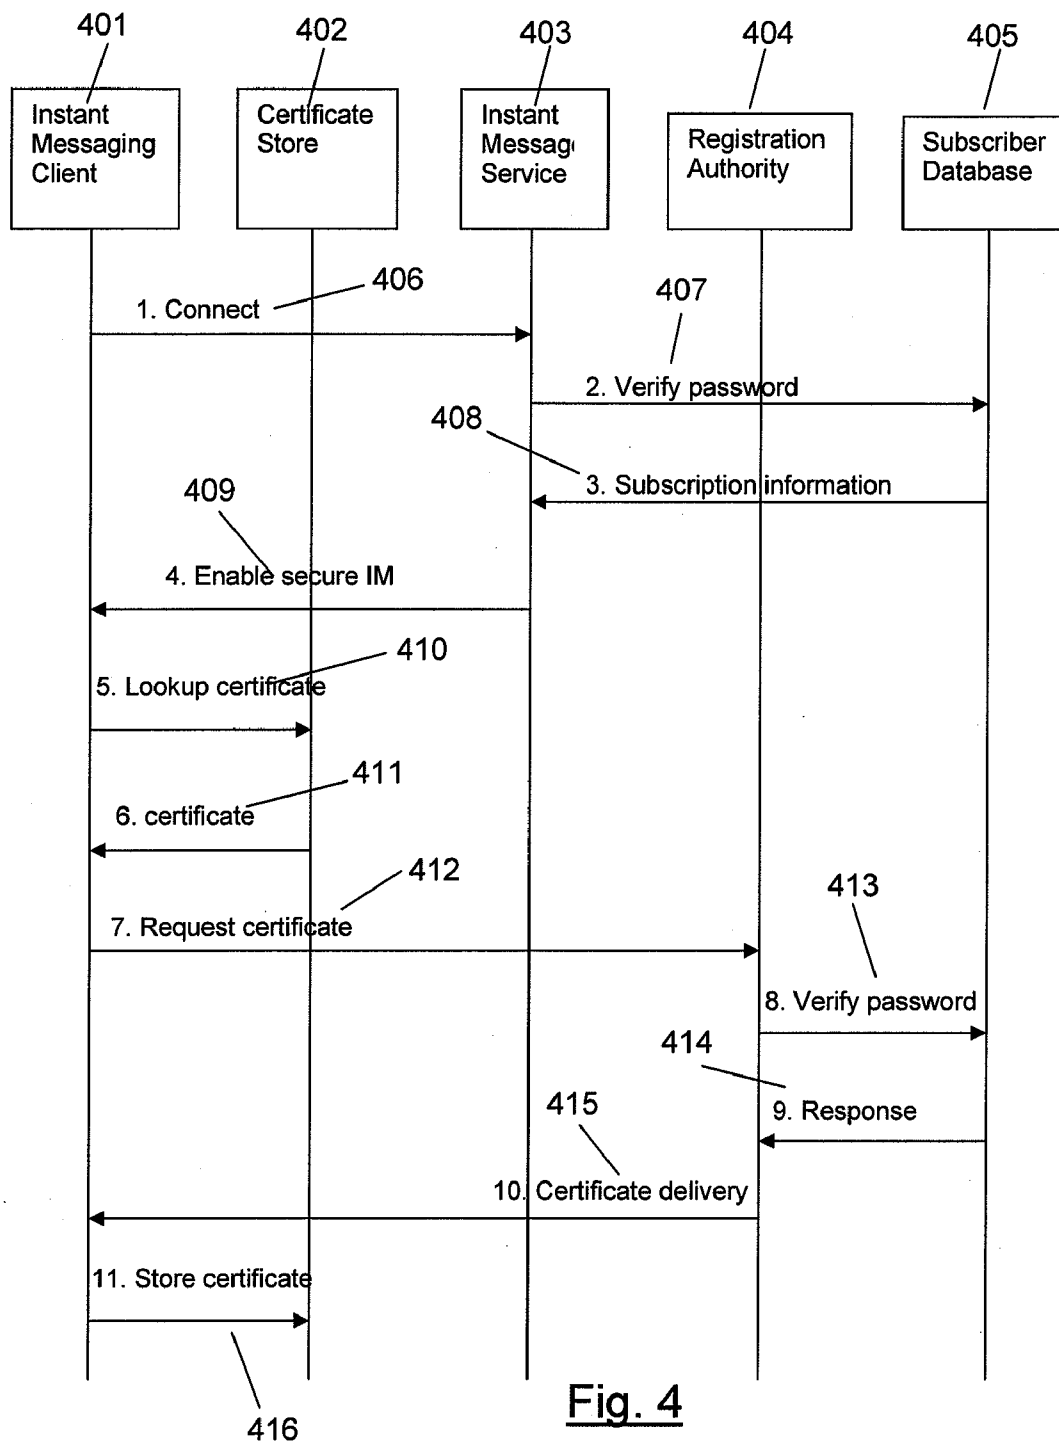 401
402
403
404
405
Instant
Messaging
Client
Certificate
Store
Instant
Messag
Service
Registration
Authority
Subscriber
Database
406
1. Connect
407
2. Verify password
408
3. Subscription information
409
4. Enable secure IM
410
5. Lookup certificate
411
6. certificate
412
7. Request certificate
413
8. Verify password
414
9. Response
415
10. Certificate delivery
11. Store certificate
416
Fig. 4